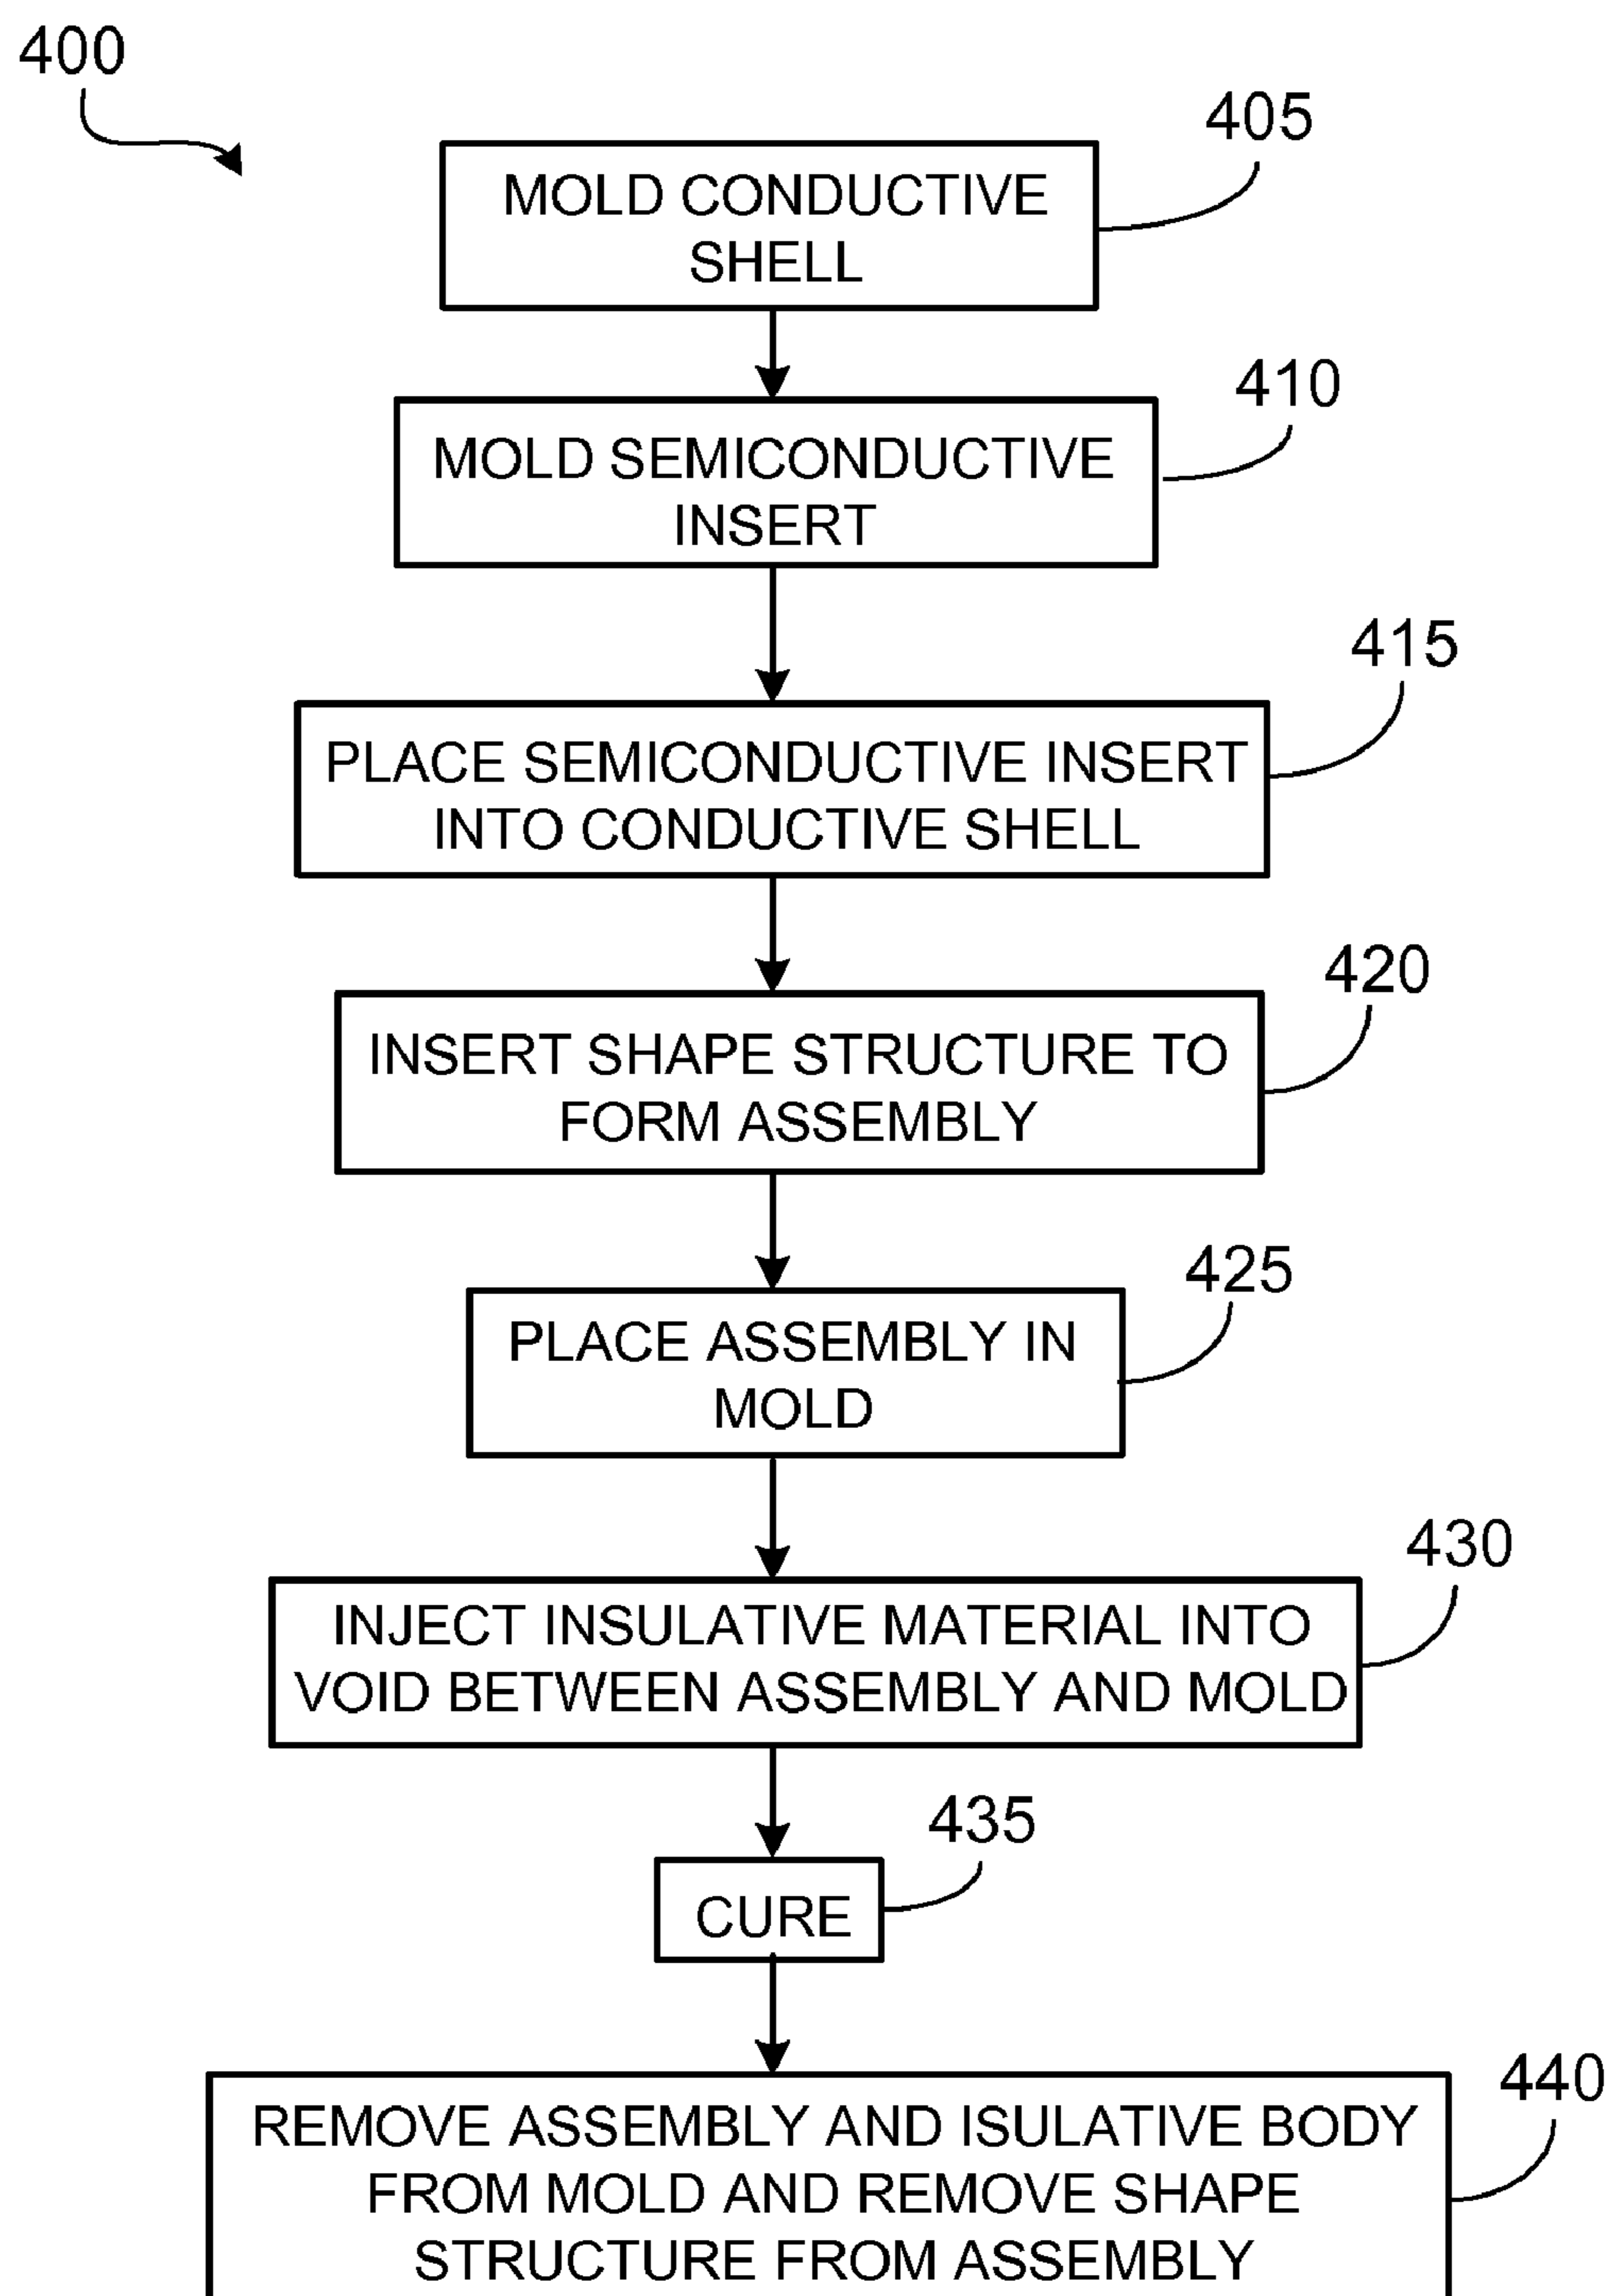 400
405
MOLD CONDUCTIVE
SHELL
410
MOLD SEMICONDUCTIVE
INSERT
415
PLACE SEMICONDUCTIVE INSERT
INTO CONDUCTIVE SHELL
420
INSERT SHAPE STRUCTURE TO
FORM ASSEMBLY
425
PLACE ASSEMBLY IN
MOLD
430
INJECT INSULATIVE MATERIAL INTO
VOID BETWEEN ASSEMBLY AND MOLD
435
CURE
440
REMOVE ASSEMBLY AND ISULATIVE BODY
FROM MOLD AND REMOVE SHAPE
STRUCTURE FROM ASSEMBLY